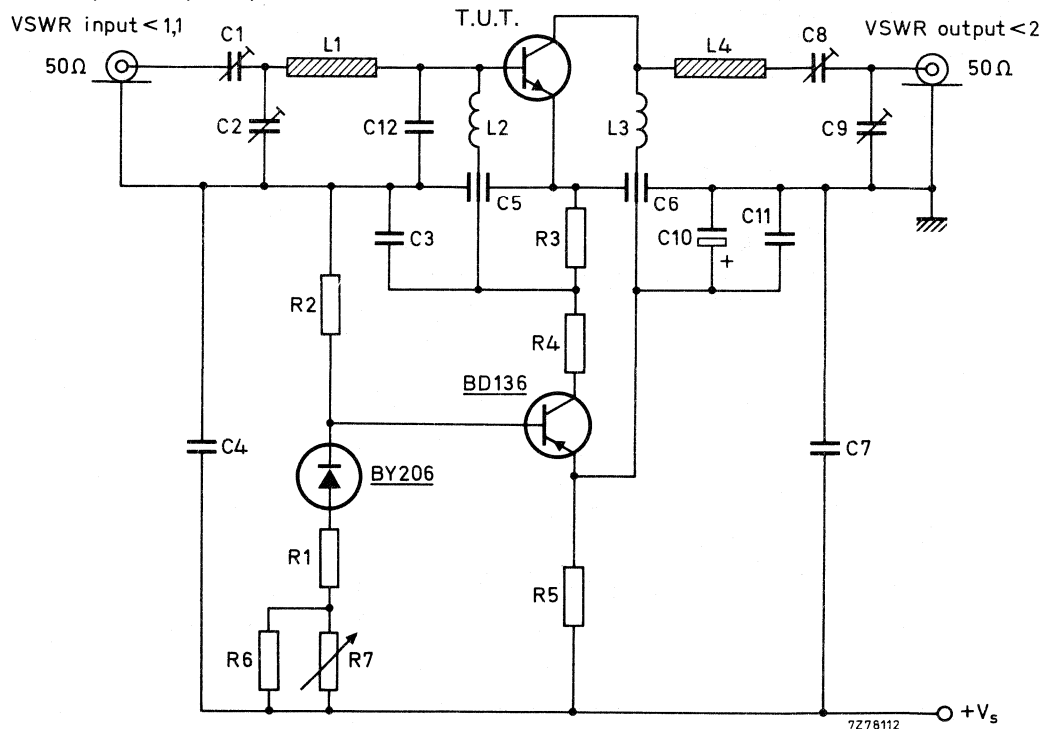 T.U.T.
VSWR input < 1,1
VSWR output < 2
50Ω
C1
L1
L4
C8
50Ω
C2
C12
L2
L3
C9
C5
C6
C3
R3
C10
+
C11
R2
R4
BD136
C4
BY206
C7
R1
R5
R6
R7
+Vs
7Z78112